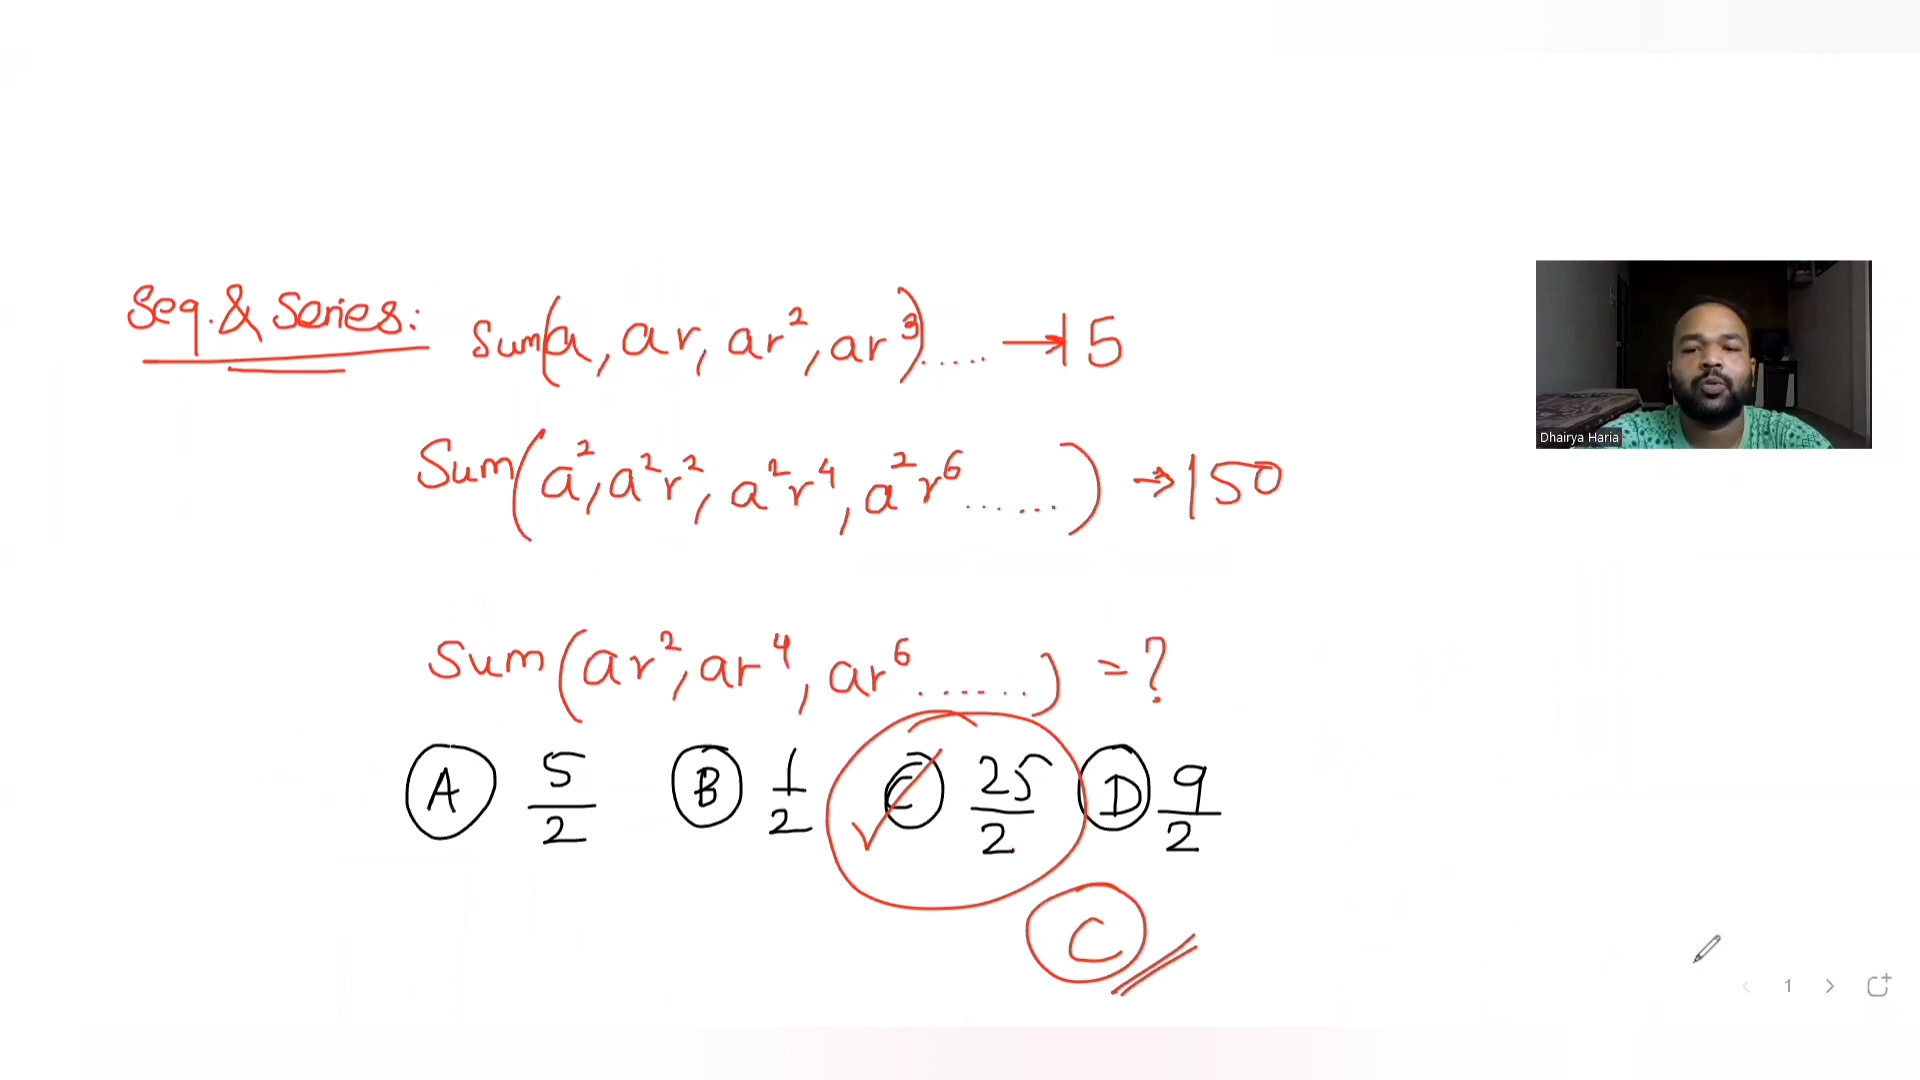 Seq. & Series: Sum(a, ar, ar², ar³)..... → 15
Sum(a², a²r², a²r⁴, a²r⁶ ......) → 150
Sum(ar², ar⁴, ar⁶ ......) = ?
A 5/2 B 1/2 C 25/2 D 9/2
C
Dhairya Haria
1